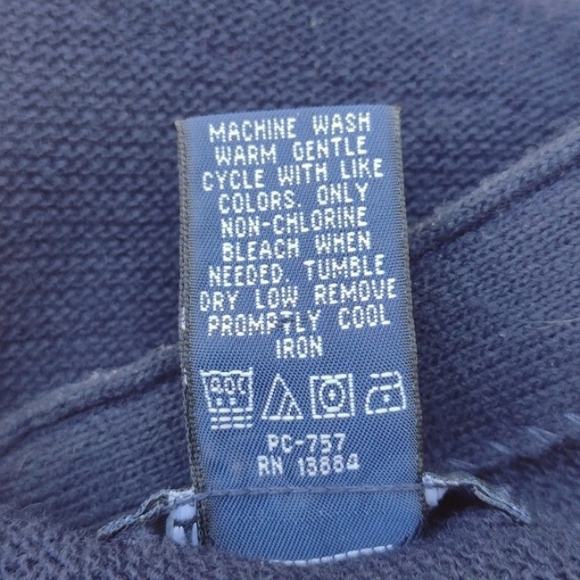 MACHINE WASH
WARM GENTLE
CYCLE WITH LIKE
COLORS. ONLY
NON-CHLORINE
BLEACH WHEN
NEEDED. TUMBLE
DRY LOW REMOVE
PROMPTLY COOL
IRON
PC-757
RN 13884